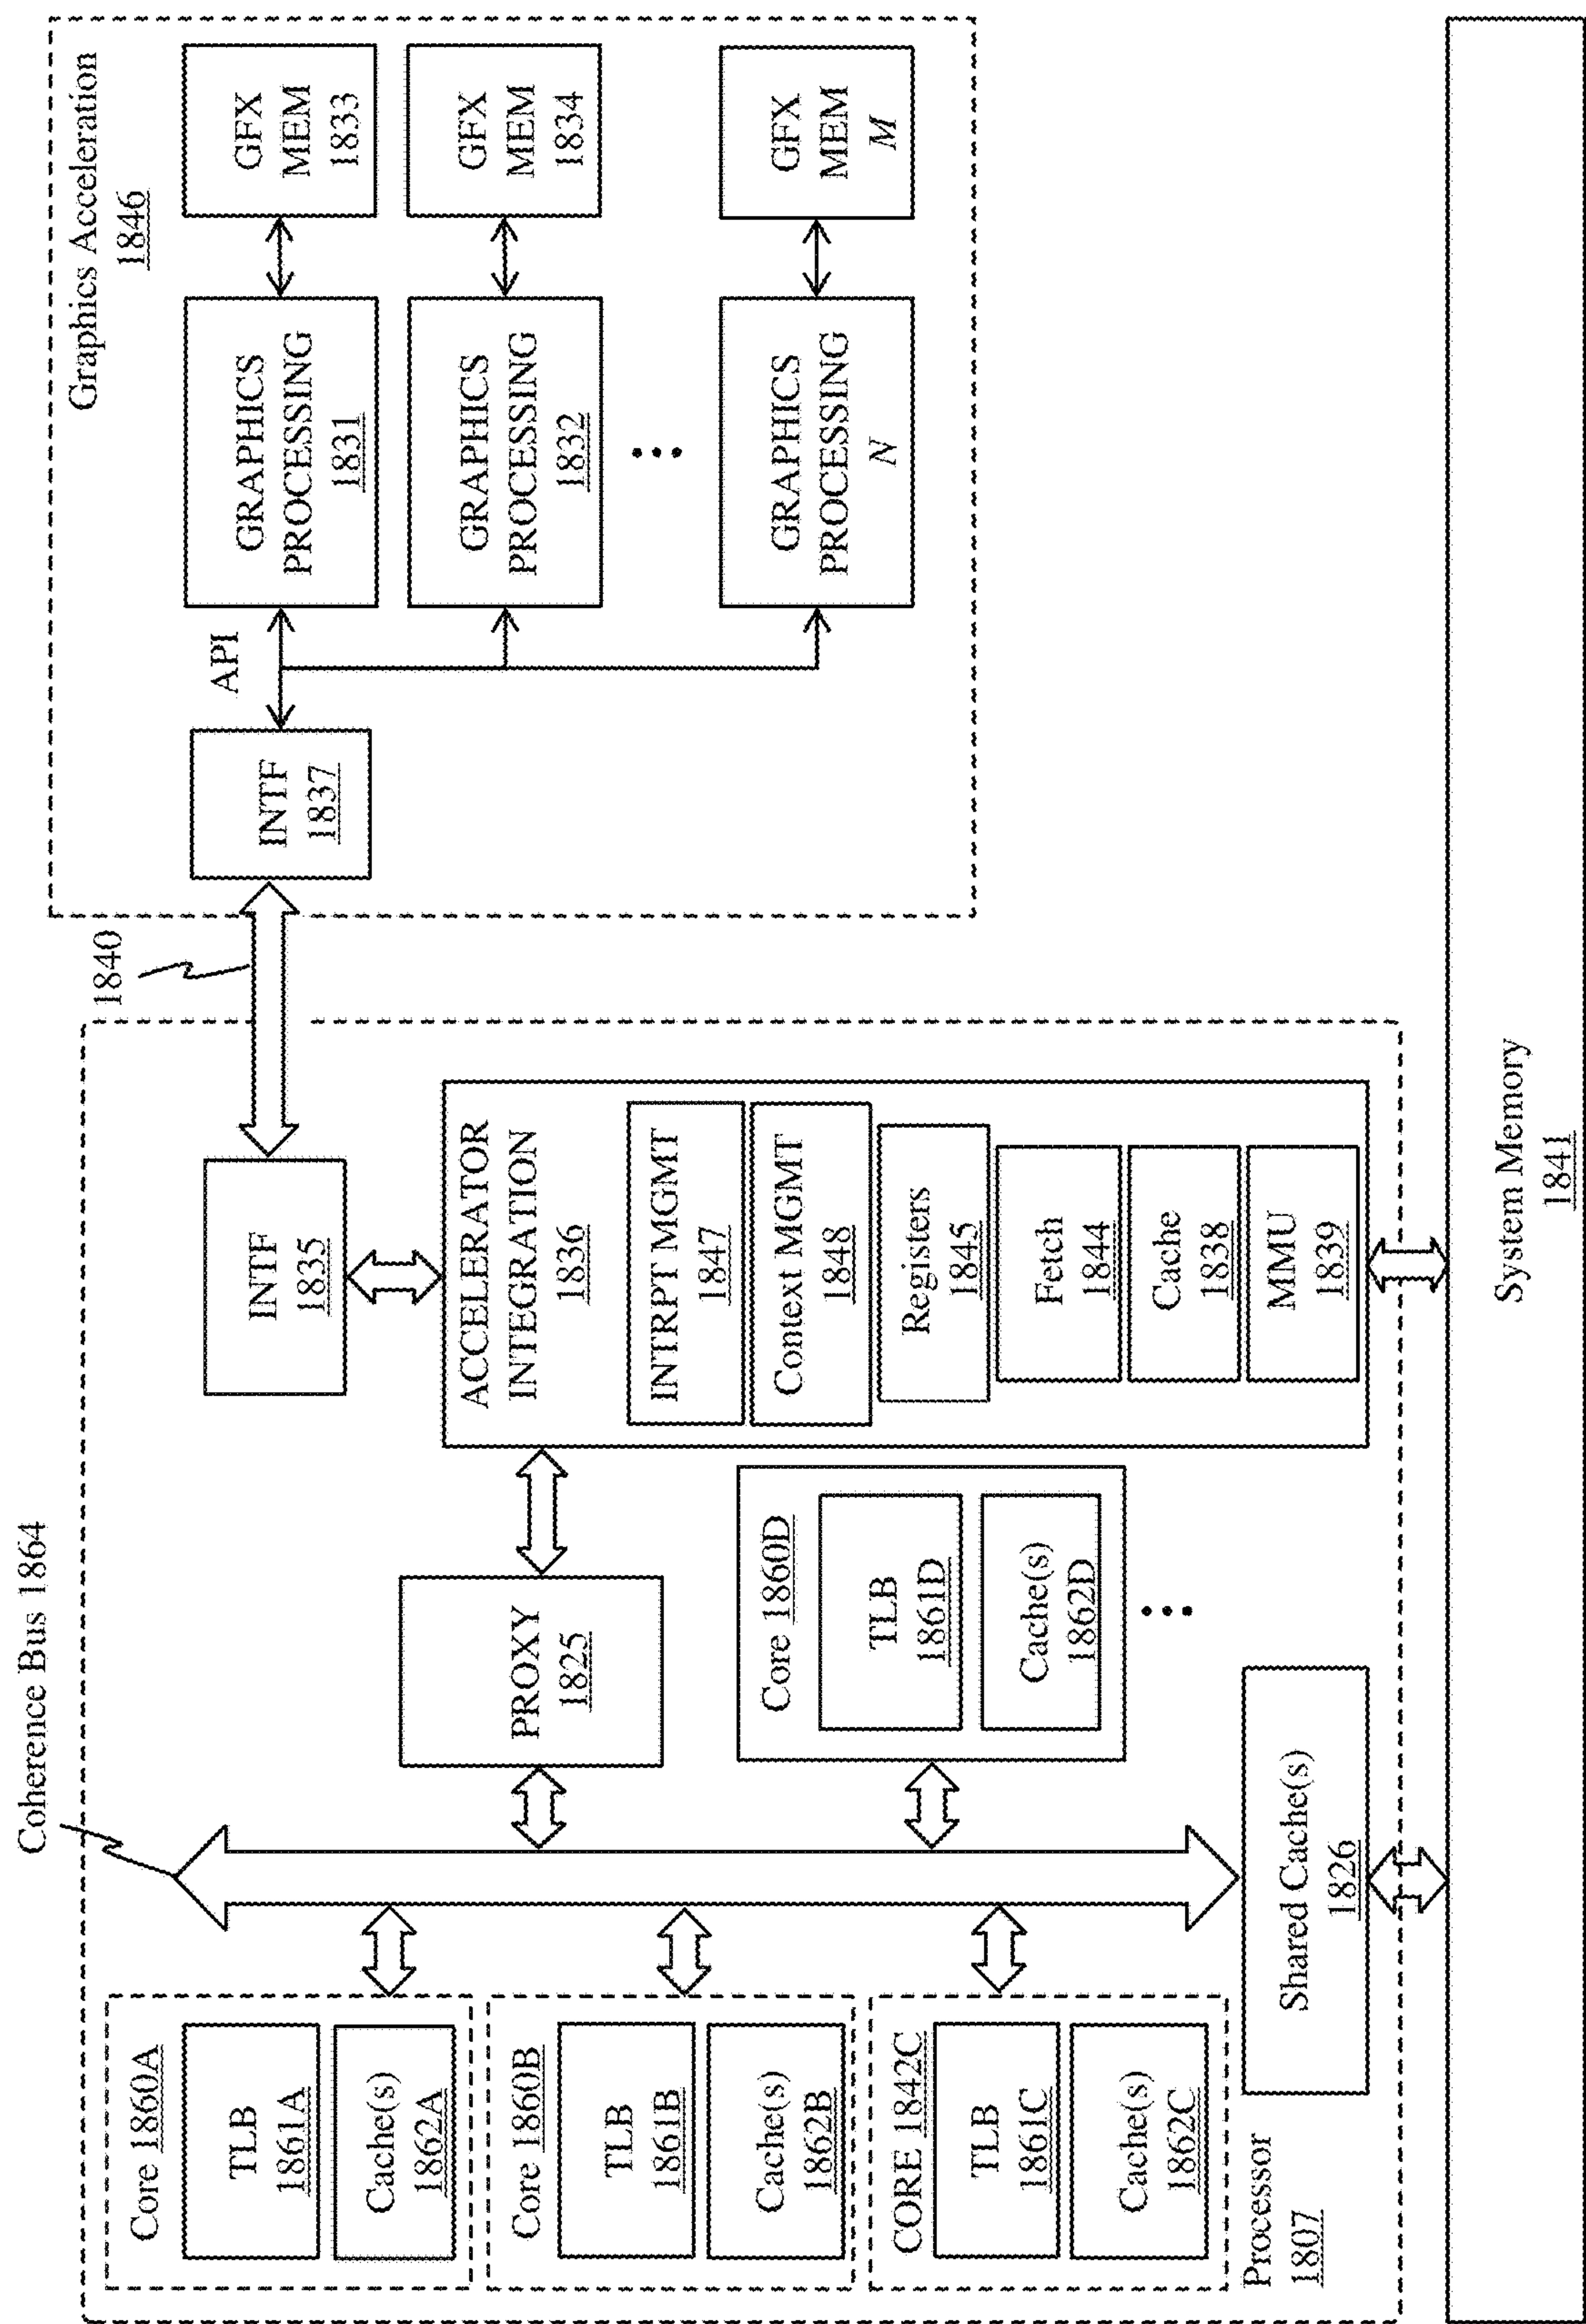 Coherence Bus 1864
Core 1860A
TLB
1861A
Cache(s)
1862A
Core 1860B
TLB
1861B
Cache(s)
1862B
CORE 1842C
TLB
1861C
Cache(s)
1862C
Processor
1807
Shared Cache(s)
1826
PROXY
1825
Core 1860D
TLB
1861D
Cache(s)
1862D
INTF
1835
ACCELERATOR
INTEGRATION
1836
INTRPT MGMT
1847
Context MGMT
1848
Registers
1845
Fetch
1844
Cache
1838
MMU
1839
1840
Graphics Acceleration
1846
INTF
1837
API
GRAPHICS
PROCESSING
1831
GFX
MEM
1833
GRAPHICS
PROCESSING
1832
GFX
MEM
1834
GRAPHICS
PROCESSING
N
GFX
MEM
M
System Memory
1841